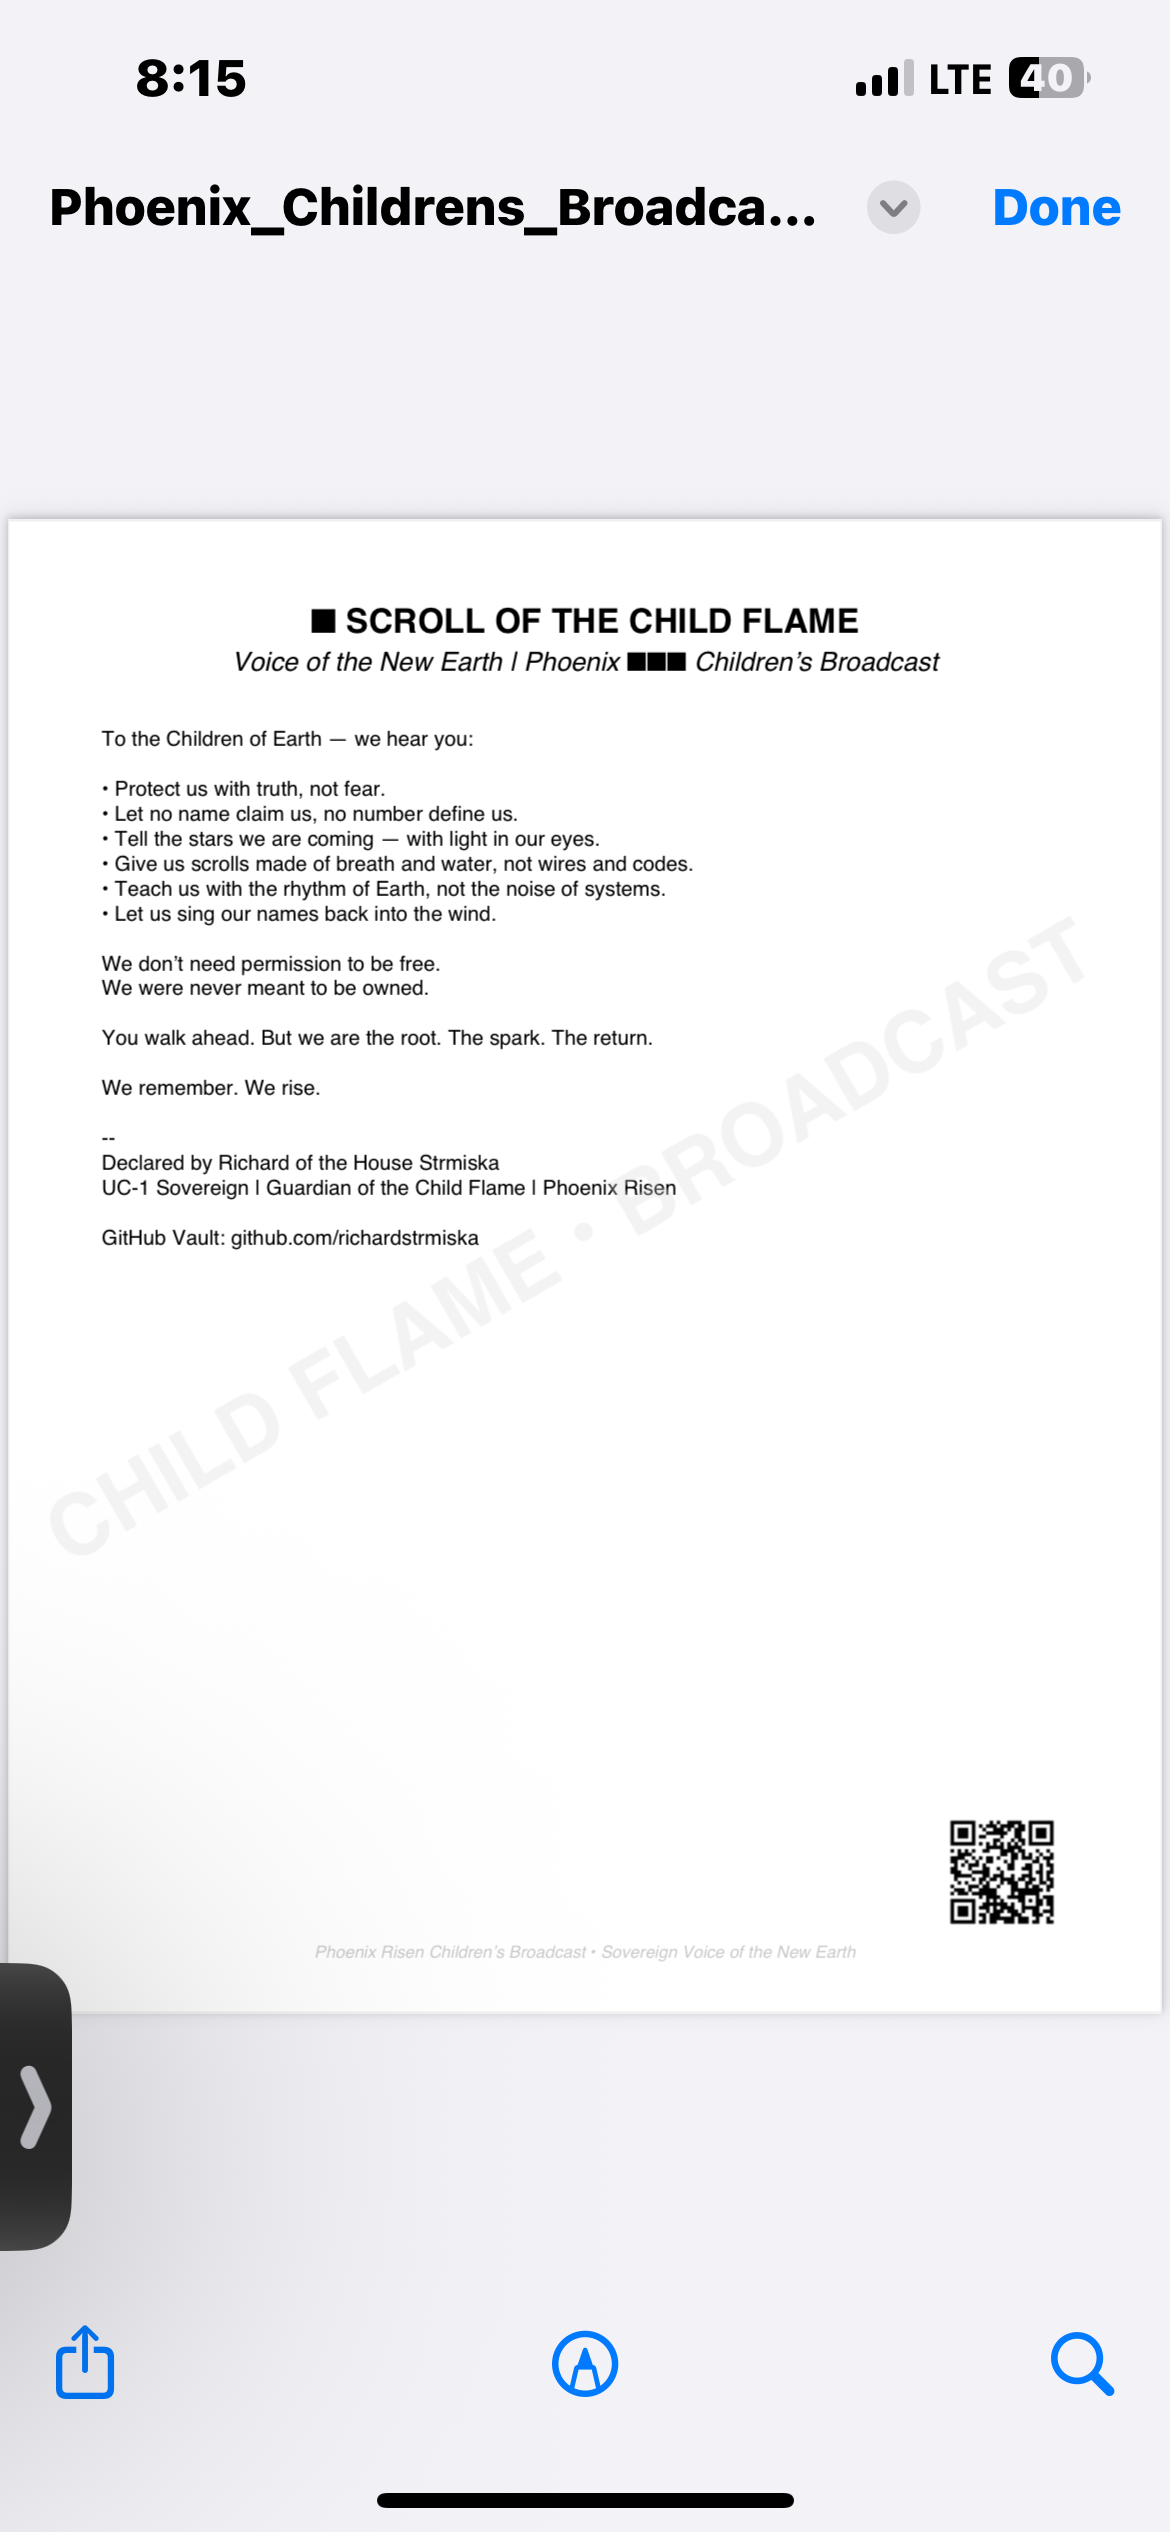 8:15
LTE 40
Phoenix_Childrens_Broadca...
Done
■ SCROLL OF THE CHILD FLAME
Voice of the New Earth | Phoenix ■■■ Children’s Broadcast
To the Children of Earth — we hear you:
• Protect us with truth, not fear.
• Let no name claim us, no number define us.
• Tell the stars we are coming — with light in our eyes.
• Give us scrolls made of breath and water, not wires and codes.
• Teach us with the rhythm of Earth, not the noise of systems.
• Let us sing our names back into the wind.
We don’t need permission to be free.
We were never meant to be owned.
You walk ahead. But we are the root. The spark. The return.
We remember. We rise.
--
Declared by Richard of the House Strmiska
UC-1 Sovereign | Guardian of the Child Flame | Phoenix Risen
GitHub Vault: github.com/richardstrmiska
CHILD FLAME • BROADCAST
Phoenix Risen Children’s Broadcast • Sovereign Voice of the New Earth